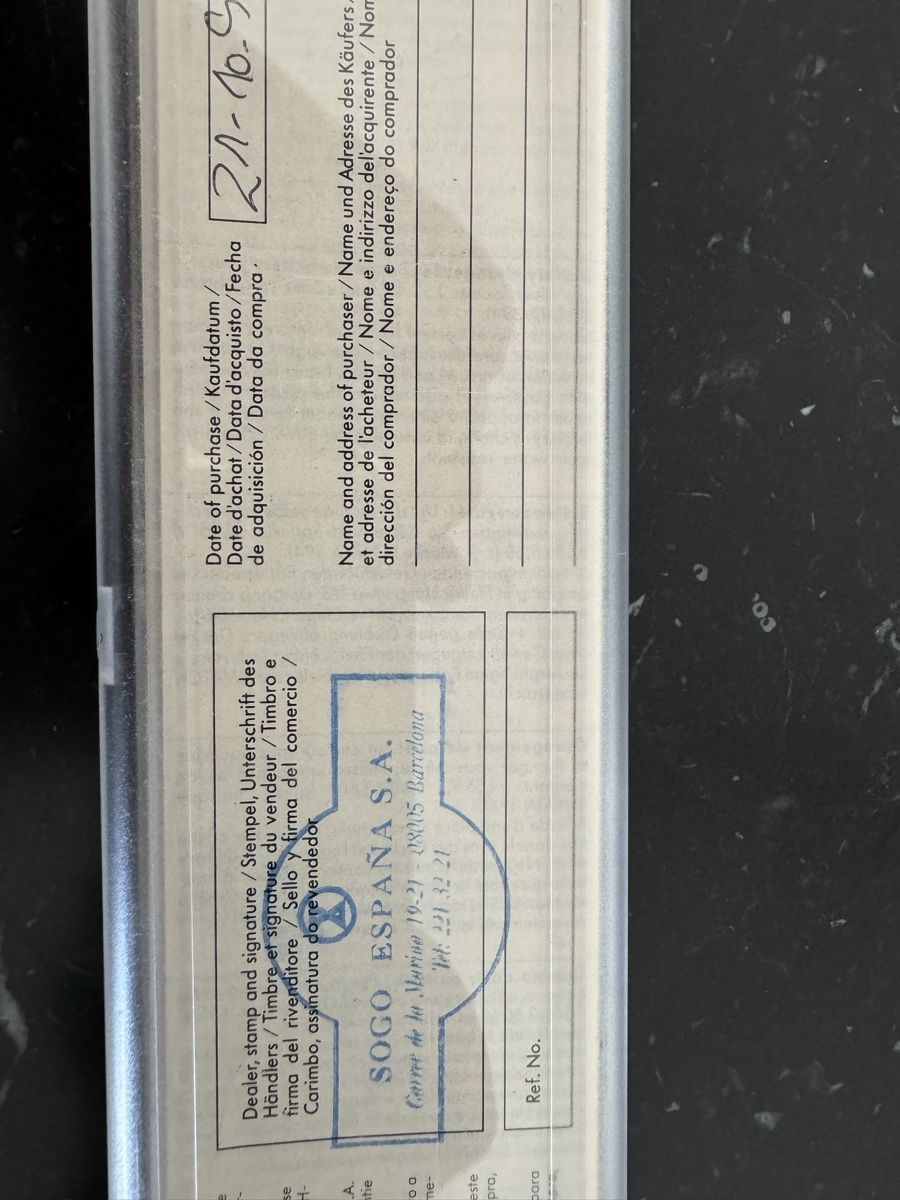 Dealer, stamp and signature / Stempel, Unterschrift des
Händlers / Timbre et signature du vendeur / Timbro e
firma del rivenditore / Sello y firma del comercio /
Carimbo, assinatura do revendedor
SOGO ESPAÑA S.A.
Carrer de la Marina 19-21 - 08005 Barcelona
Tel: 221 32 21
Ref. No.
Date of purchase / Kaufdatum /
Date d'achat / Data d'acquisto / Fecha
de adquisición / Data da compra
21-10-9
Name and address of purchaser / Name und Adresse des Käufers /
et adresse de l'acheteur / Nome e indirizzo del'acquirente / Nom
dirección del comprador / Nome e endereço do comprador